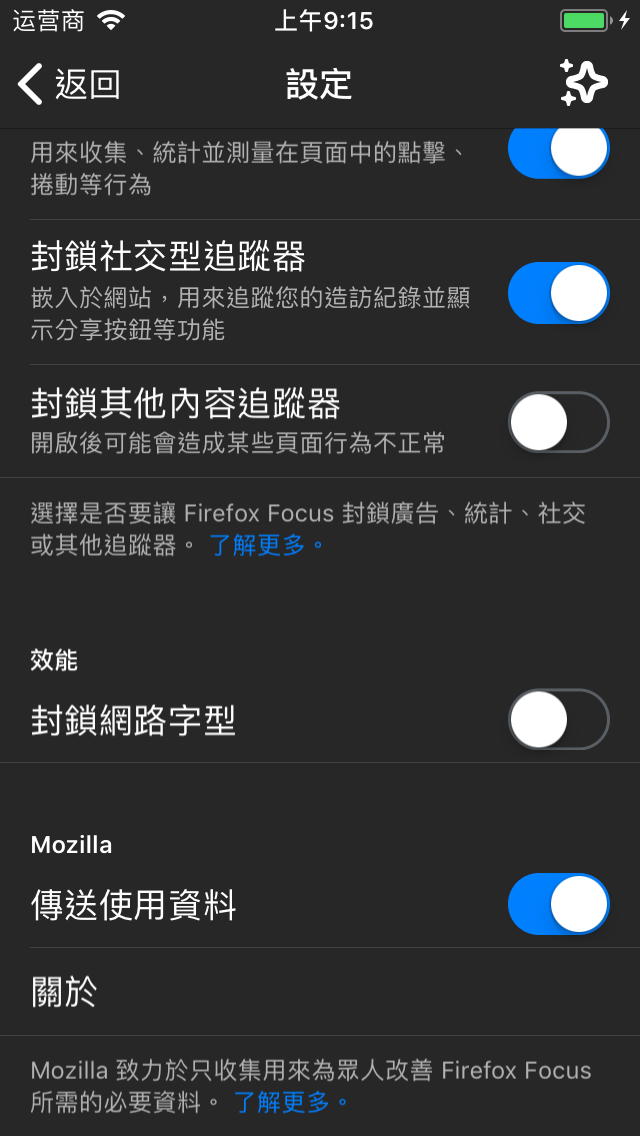 运营商 上午9:15
返回 設定
用來收集、統計並測量在頁面中的點擊、
捲動等行為
封鎖社交型追蹤器
嵌入於網站，用來追蹤您的造訪紀錄並顯
示分享按鈕等功能
封鎖其他內容追蹤器
開啟後可能會造成某些頁面行為不正常
選擇是否要讓 Firefox Focus 封鎖廣告、統計、社交
或其他追蹤器。 了解更多。
效能
封鎖網路字型
Mozilla
傳送使用資料
關於
Mozilla 致力於只收集用來為眾人改善 Firefox Focus
所需的必要資料。 了解更多。